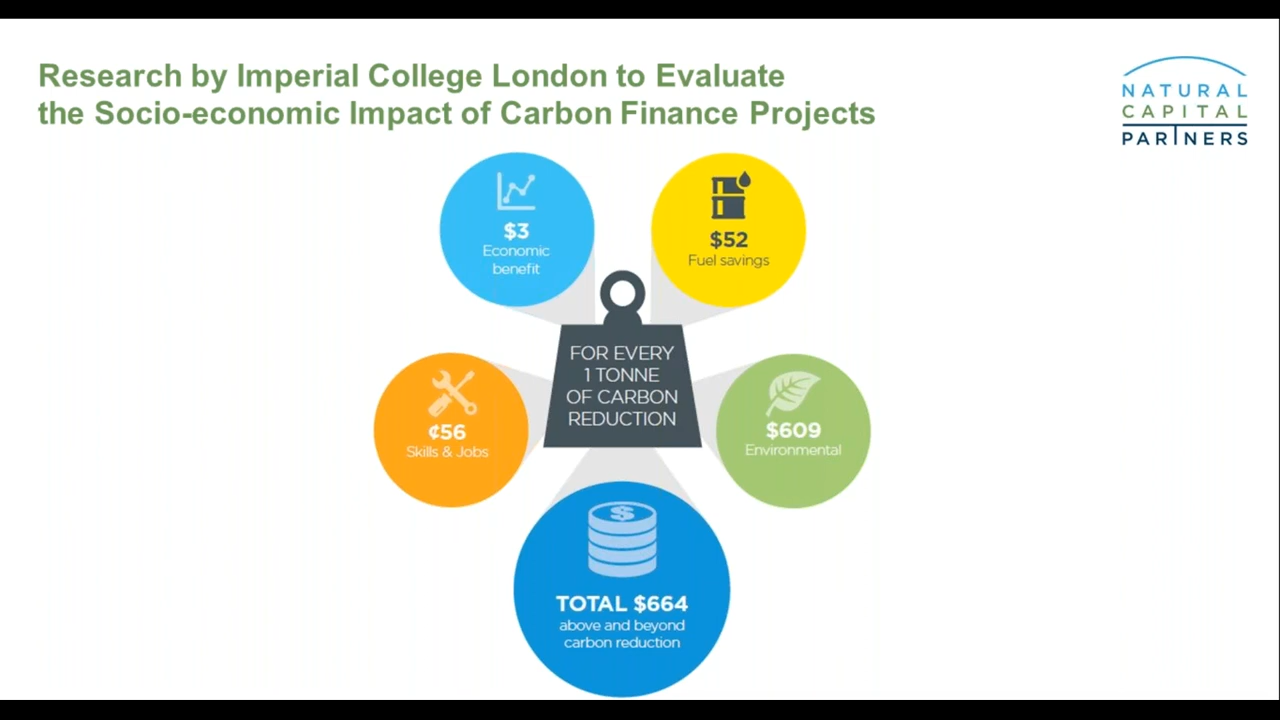 Research by Imperial College London to Evaluate
the Socio-economic Impact of Carbon Finance Projects
NATURAL
CAPITAL
PARTNERS
$3
Economic
benefit
$52
Fuel savings
FOR EVERY
1 TONNE
OF CARBON
REDUCTION
¢56
Skills & Jobs
$609
Environmental
$
TOTAL $664
above and beyond
carbon reduction